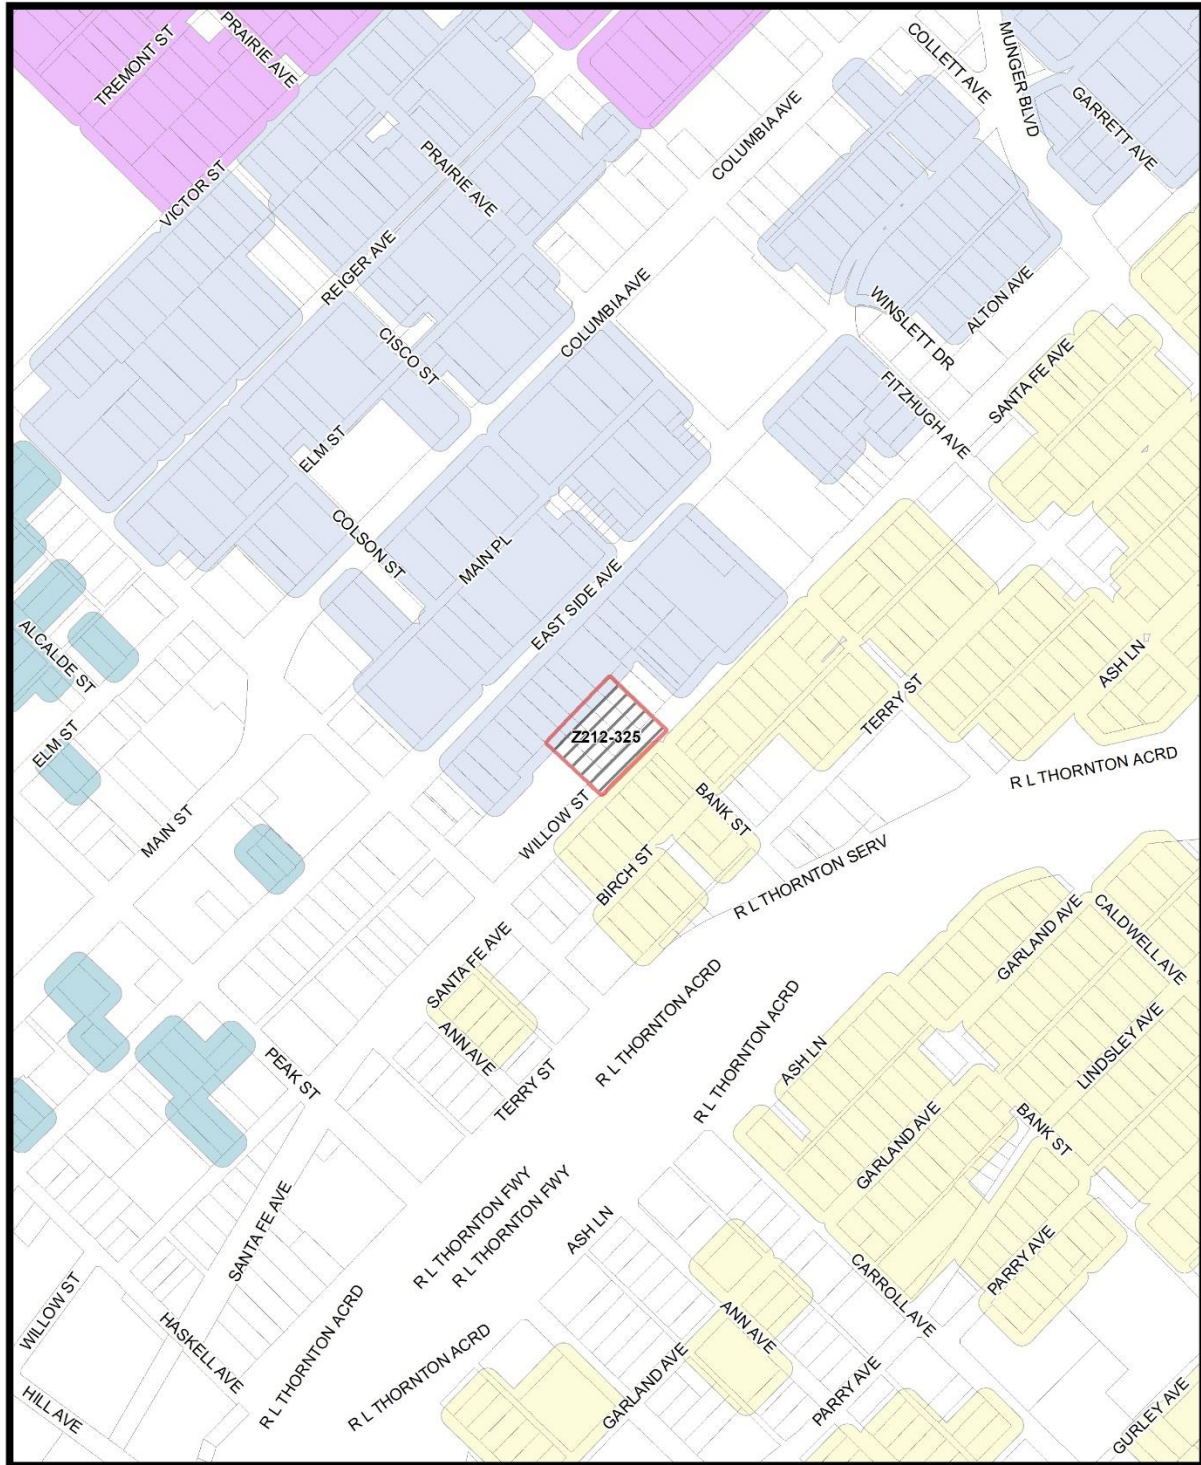 TREMONT ST
PRAIRIE AVE
COLLETT AVE
MUNGER BLVD
GARRETT AVE
COLUMBIA AVE
PRAIRIE AVE
VICTOR ST
REIGER AVE
COLUMBIA AVE
CISCO ST
WINSLETT DR
ALTON AVE
SANTA FE AVE
FITZHUGH AVE
ELM ST
COLSON ST
MAIN PL
EAST SIDE AVE
ALCALDE ST
ASH LN
TERRY ST
ELM ST
Z212-325
R L THORNTON ACRD
MAIN ST
WILLOW ST
BANK ST
BIRCH ST
R L THORNTON SERV
GARLAND AVE
CALDWELL AVE
SANTA FE AVE
R L THORNTON ACRD
R L THORNTON ACRD
ANN AVE
PEAK ST
TERRY ST
ASH LN
LINDSLEY AVE
GARLAND AVE
BANK ST
R L THORNTON FWY
R L THORNTON FWY
ASH LN
SANTA FE AVE
PARRY AVE
CARROLL AVE
WILLOW ST
HASKELL AVE
R L THORNTON ACRD
R L THORNTON ACRD
ANN AVE
GARLAND AVE
PARRY AVE
HILL AVE
GURLEY AVE